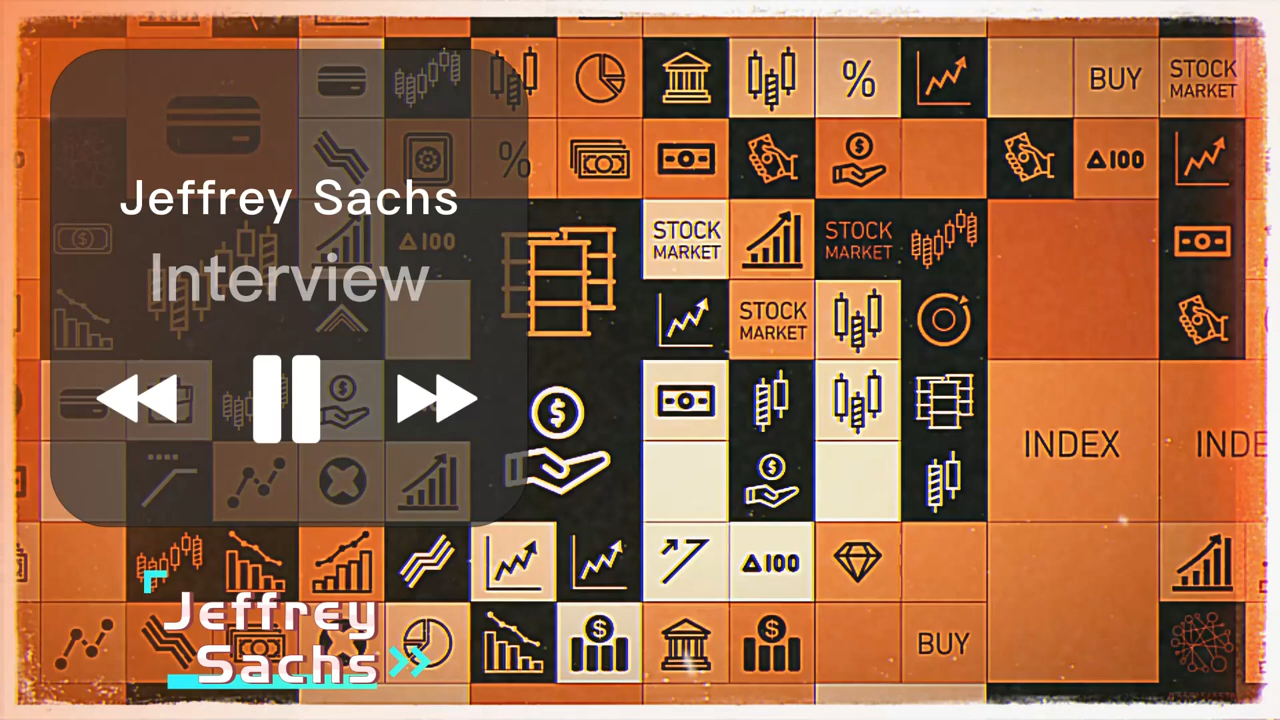 Jeffrey Sachs
Interview
%
BUY
STOCK
MARKET
%
Δ100
Δ100
STOCK
MARKET
STOCK
MARKET
STOCK
MARKET
INDEX
INDE
Δ100
Jeffrey
Sachs
BUY